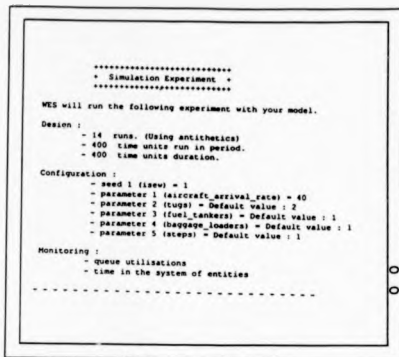 ***************************
* Simulation Experiment *
***************************
WES will run the following experiment with your model.
Design :
- 14 runs. (Using antithetics)
- 400 time units run in period.
- 400 time units duration.
Configuration :
- seed 1 (isew) = 1
- parameter 1 (aircraft_arrival_rate) = 40
- parameter 2 (tugs) = Default value : 2
- parameter 3 (fuel_tankers) = Default value : 1
- parameter 4 (baggage_loaders) = Default value : 1
- parameter 5 (steps) = Default value : 1
Monitoring :
- queue utilisations
- time in the system of entities
- - - - - - - - - - - - - - - - - - - - - - - - - - - - - - - -